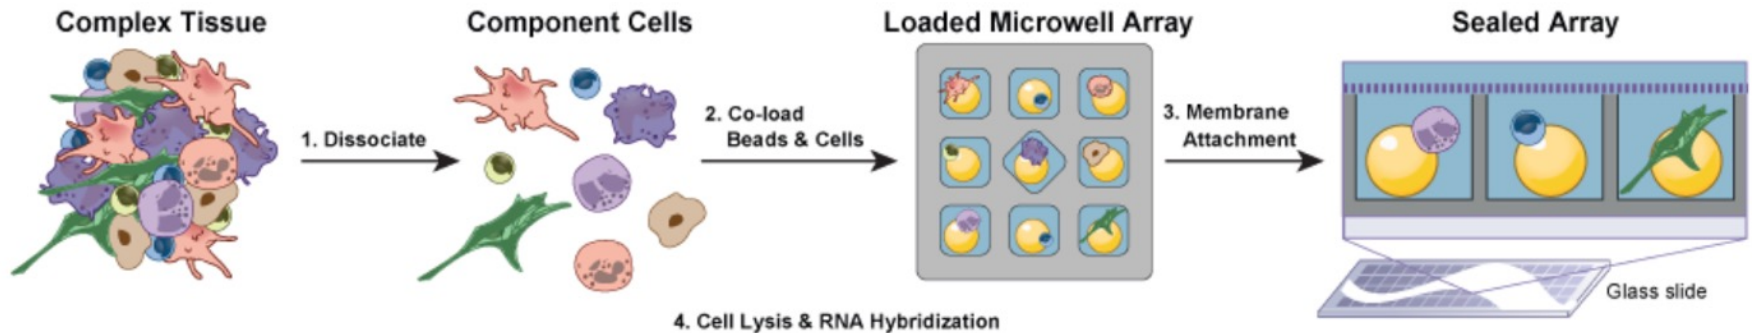 Complex Tissue
Component Cells
Loaded Microwell Array
Sealed Array
1. Dissociate
2. Co-load
Beads & Cells
3. Membrane
Attachment
Glass slide
4. Cell Lysis & RNA Hybridization